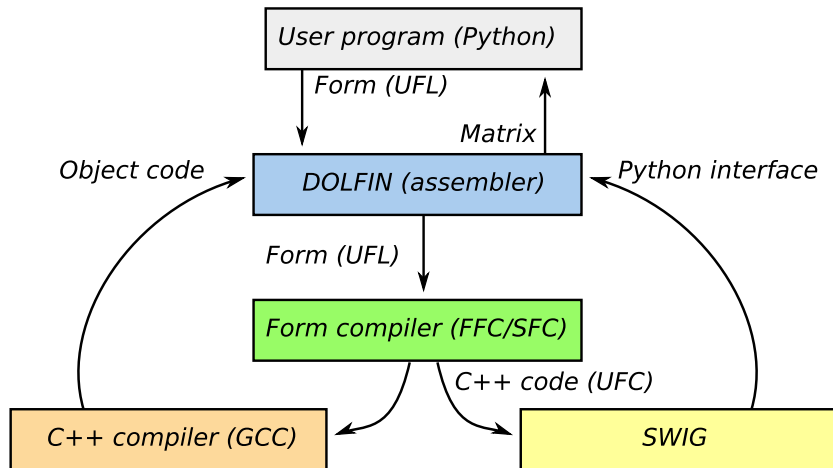 User program (Python)
Form (UFL)
Matrix
Object code
Python interface
DOLFIN (assembler)
Form (UFL)
Form compiler (FFC/SFC)
C++ code (UFC)
C++ compiler (GCC)
SWIG